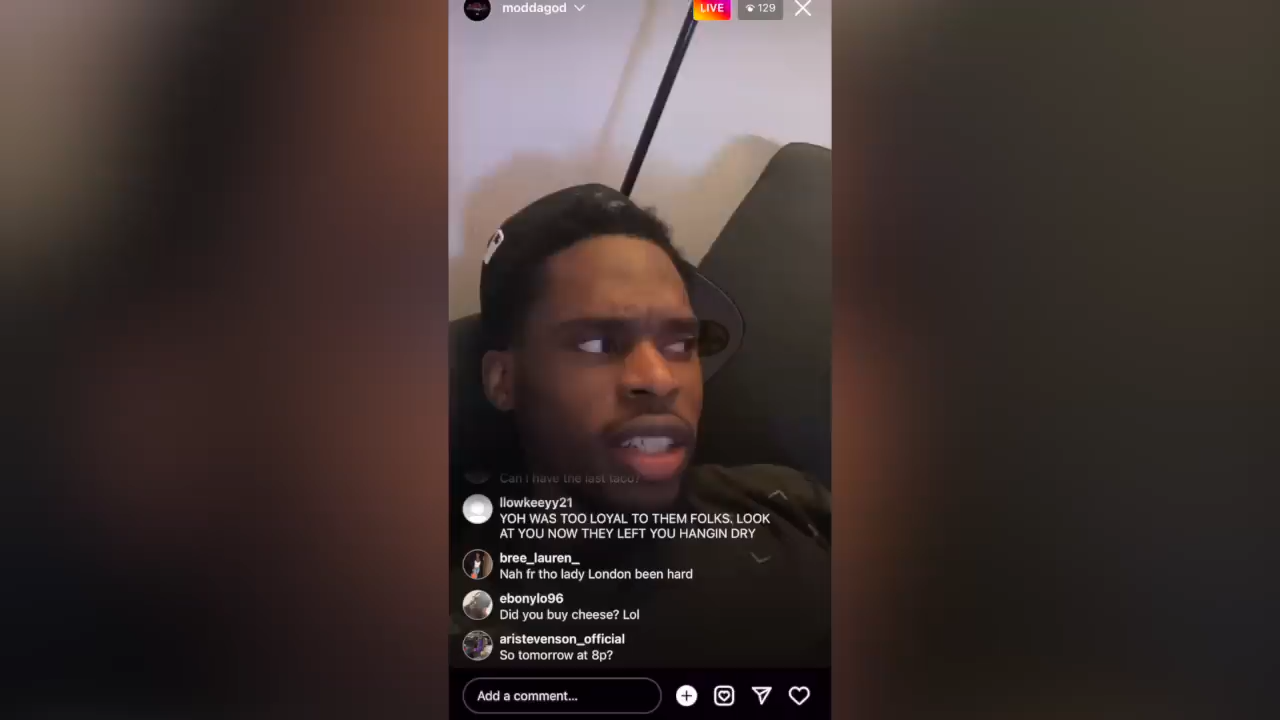 moddagod
LIVE
129
Can I have the last taco?
llowkeyy21
YOH WAS TOO LOYAL TO THEM FOLKS. LOOK
AT YOU NOW THEY LEFT YOU HANGIN DRY
bree_lauren_
Nah fr tho lady London been hard
ebonylo96
Did you buy cheese? Lol
aristevenson_official
So tomorrow at 8p?
Add a comment...